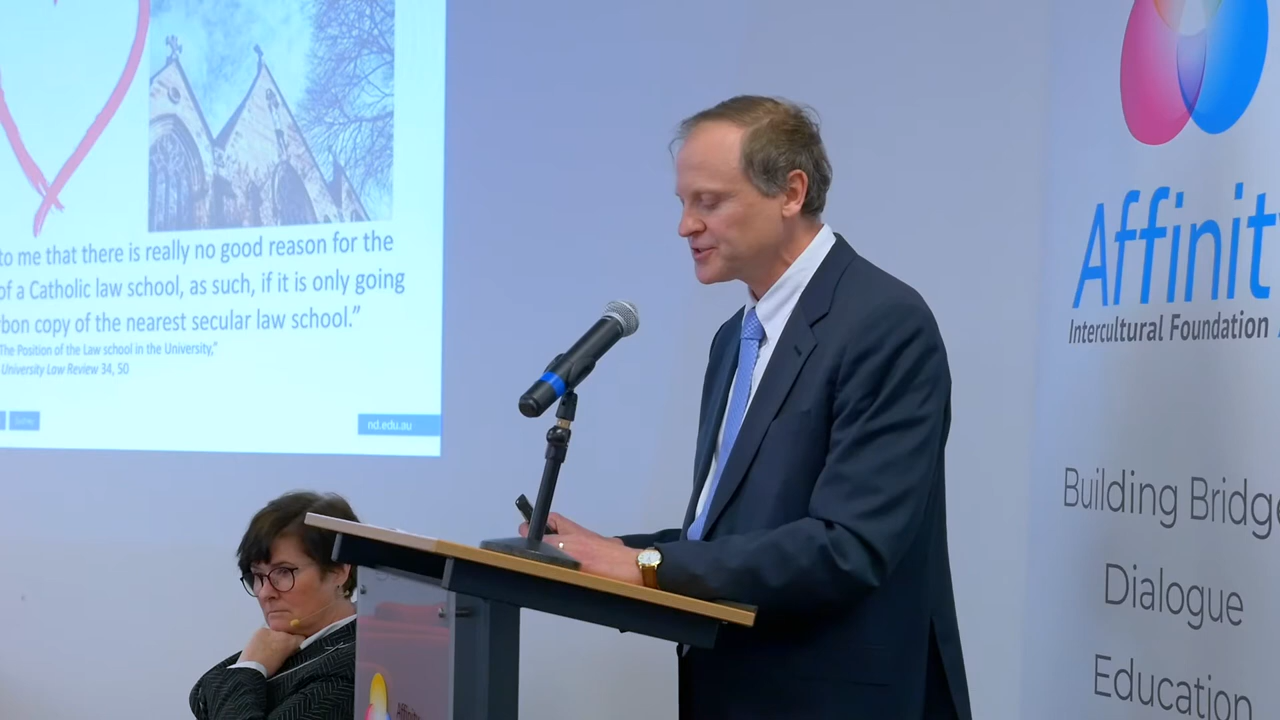 to me that there is really no good reason for the
of a Catholic law school, as such, if it is only going
bon copy of the nearest secular law school.”
The Position of the Law school in the University,”
University Law Review 34, 50
nd.edu.au
Affinit
Intercultural Foundation
Building Bridge
Dialogue
Education
Affinit